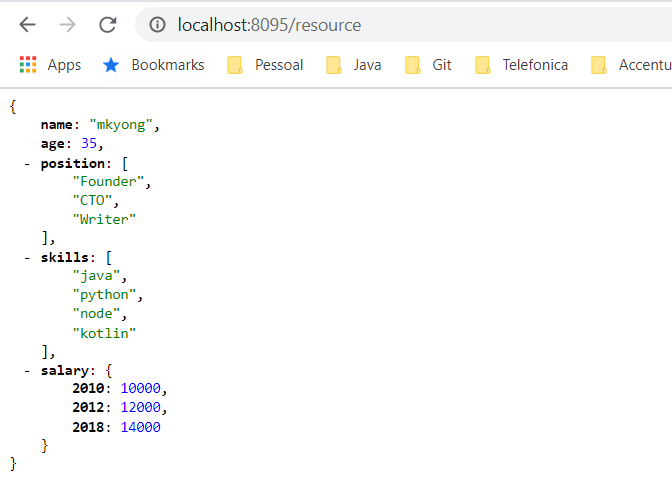 localhost:8095/resource
Apps Bookmarks Pessoal Java Git Telefonica Accentu
{
name: "mkyong",
age: 35,
- position: [
"Founder",
"CTO",
"Writer"
],
- skills: [
"java",
"python",
"node",
"kotlin"
],
- salary: {
2010: 10000,
2012: 12000,
2018: 14000
}
}